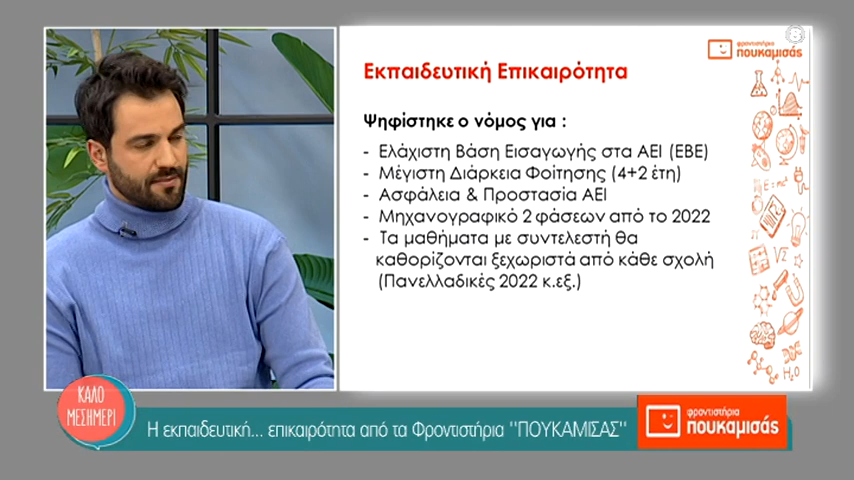 φροντιστήρια
πουκαμισάς
Εκπαιδευτική Επικαιρότητα
Ψηφίστηκε ο νόμος για :
- Ελάχιστη Βάση Εισαγωγής στα ΑΕΙ (ΕΒΕ)
- Μέγιστη Διάρκεια Φοίτησης (4+2 έτη)
- Ασφάλεια & Προστασία ΑΕΙ
- Μηχανογραφικό 2 φάσεων από το 2022
- Τα μαθήματα με συντελεστή θα
καθορίζονται ξεχωριστά από κάθε σχολή
(Πανελλαδικές 2022 κ.εξ.)
H₂O
ΚΑΛΟ
ΜΕΣΗΜΕΡΙ
Η εκπαιδευτική... επικαιρότητα από τα Φροντιστήρια "ΠΟΥΚΑΜΙΣΑΣ"
φροντιστήρια
πουκαμισάς